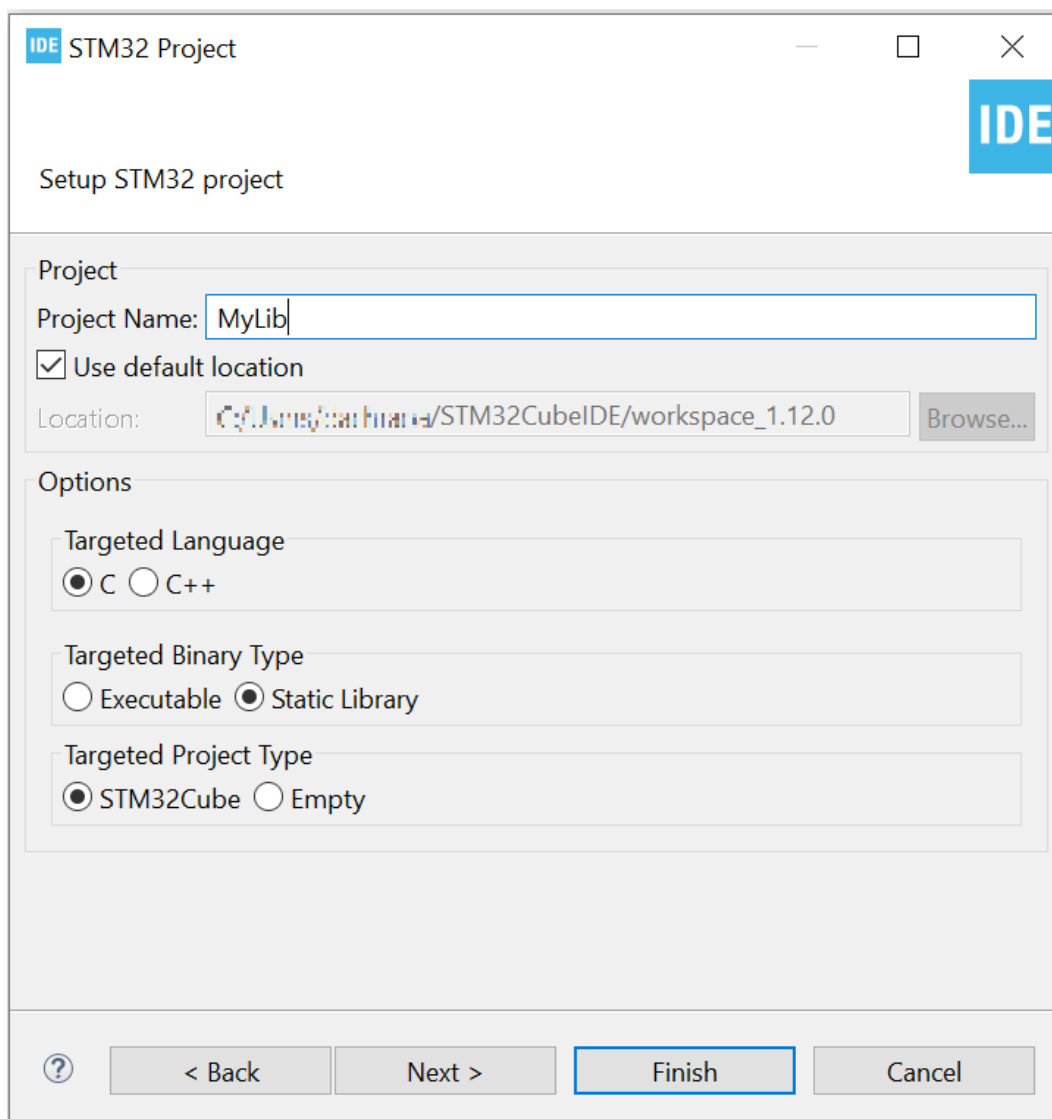 IDE STM32 Project
IDE
Setup STM32 project
Project
Project Name: MyLib
Use default location
Location: /STM32CubeIDE/workspace_1.12.0 Browse...
Options
Targeted Language
C C++
Targeted Binary Type
Executable Static Library
Targeted Project Type
STM32Cube Empty
? < Back Next > Finish Cancel